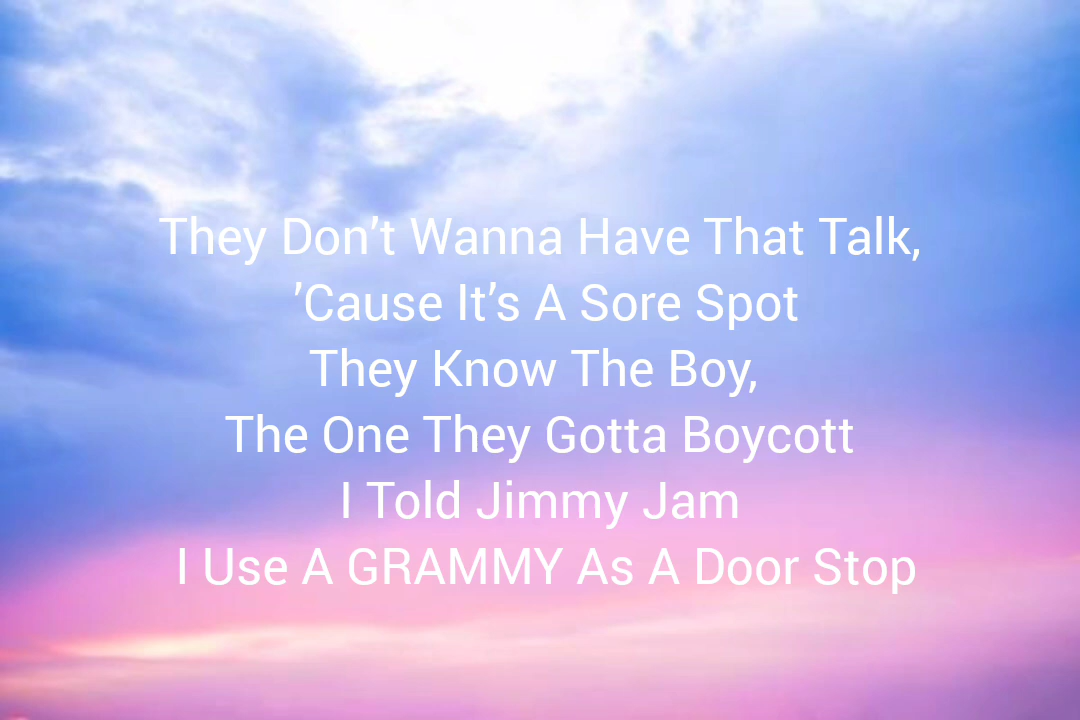 They Don't Wanna Have That Talk,
'Cause It's A Sore Spot
They Know The Boy,
The One They Gotta Boycott
I Told Jimmy Jam
I Use A GRAMMY As A Door Stop